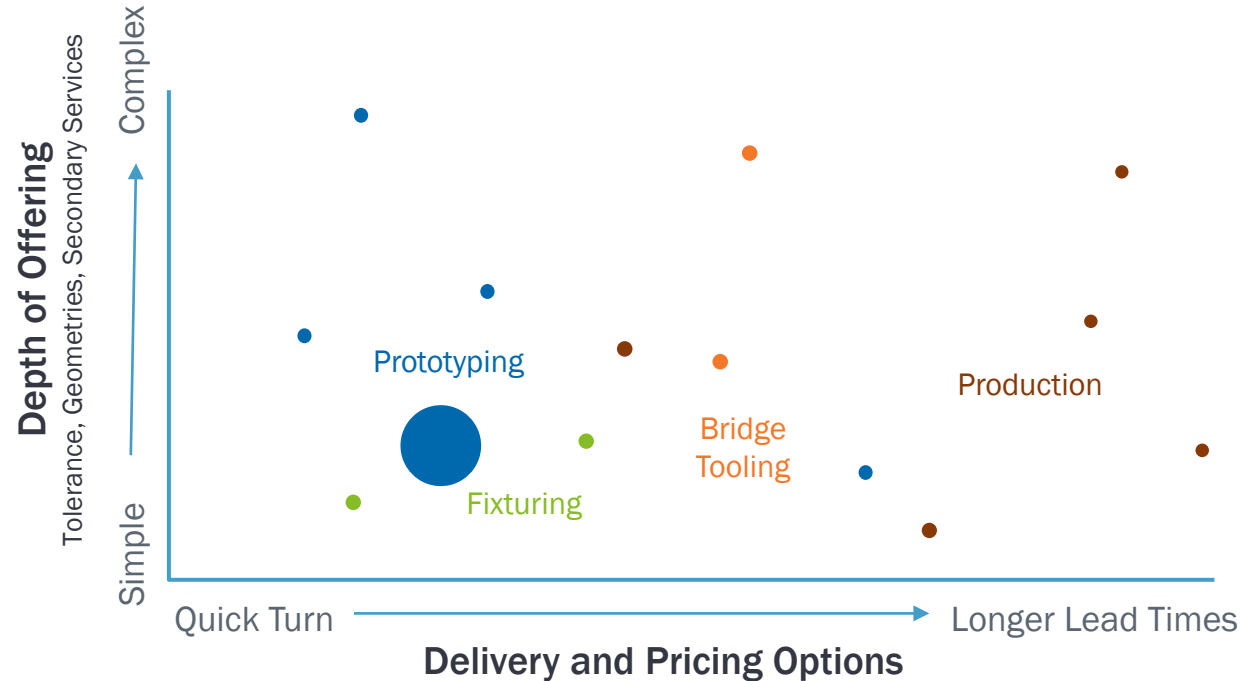 Depth of Offering
Tolerance, Geometries, Secondary Services
Complex
Simple
Prototyping
Fixturing
Bridge
Tooling
Production
Quick Turn
Longer Lead Times
Delivery and Pricing Options